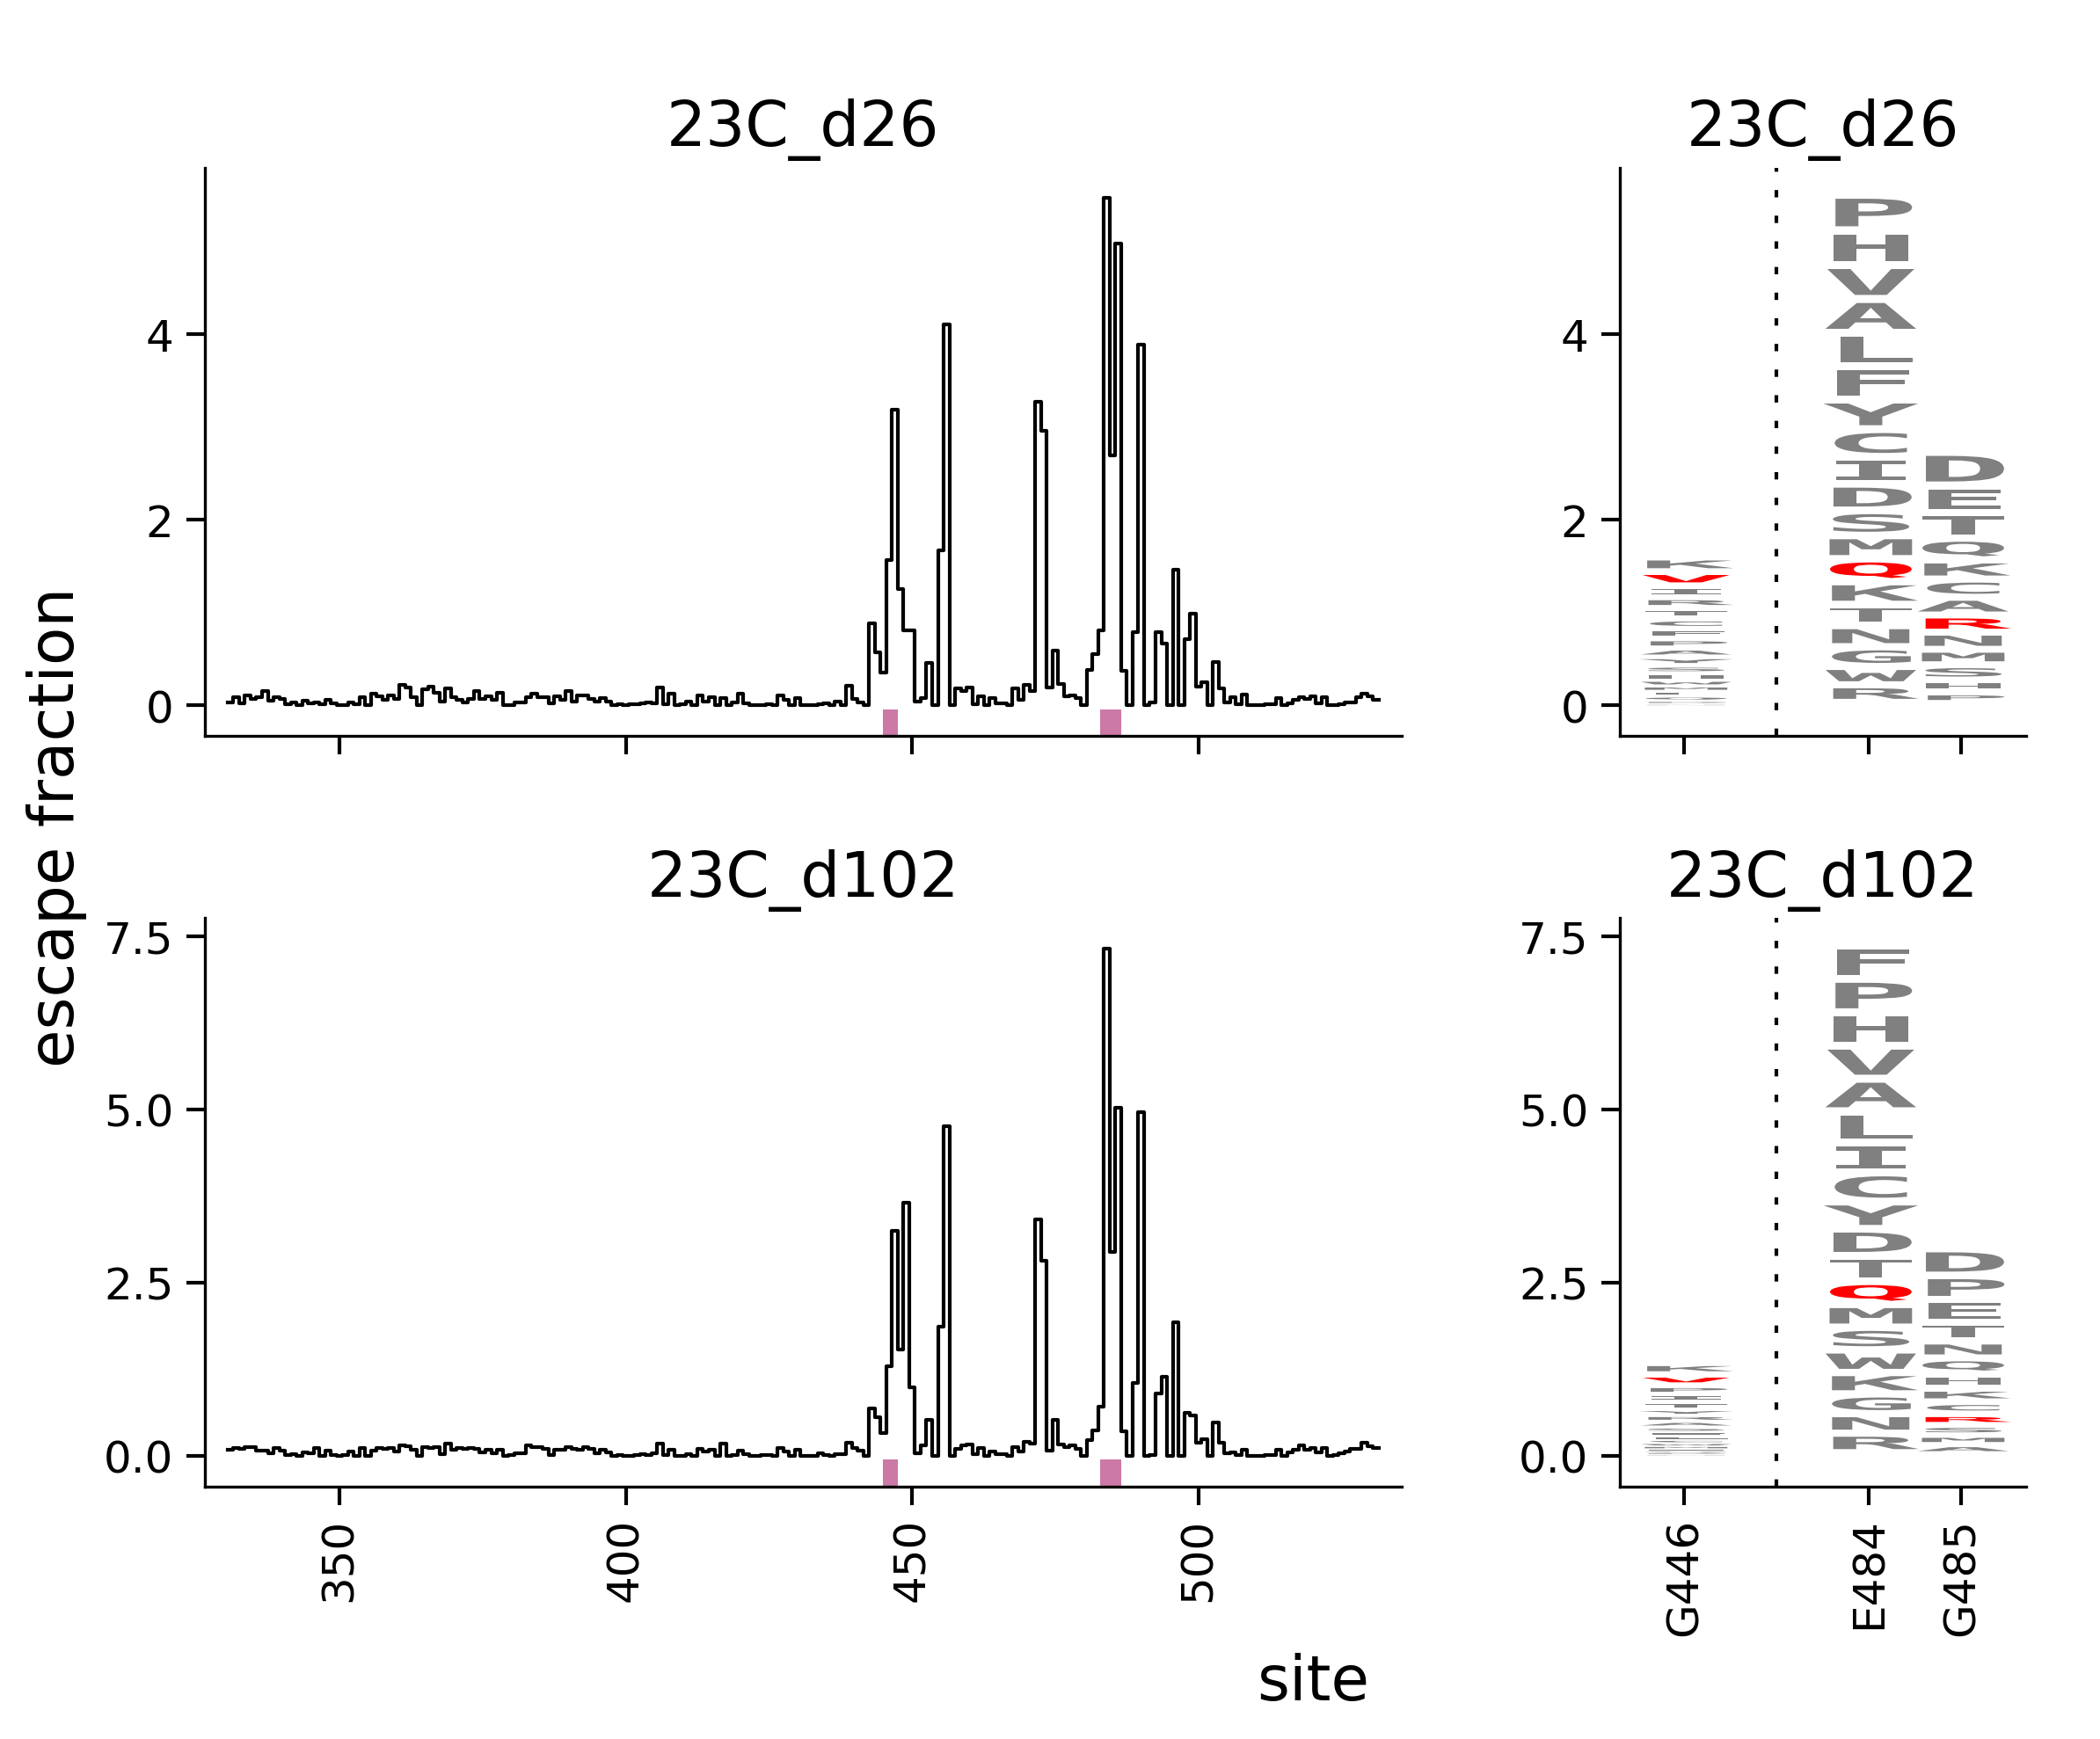 23C_d26
23C_d26
4
2
0
4
2
0
K
V
P
H
V
A
L
F
Y
C
I
D
S
M
Q
K
T
N
G
W
R
D
E
T
Q
K
C
A
R
N
M
S
H
P
escape fraction
23C_d102
23C_d102
7.5
5.0
2.5
0.0
7.5
5.0
2.5
0.0
K
V
F
P
H
V
A
L
I
C
Y
D
T
Q
M
S
W
K
G
N
R
D
P
E
T
N
Q
H
K
C
R
S
M
A
350
400
450
500
G446
E484
G485
site